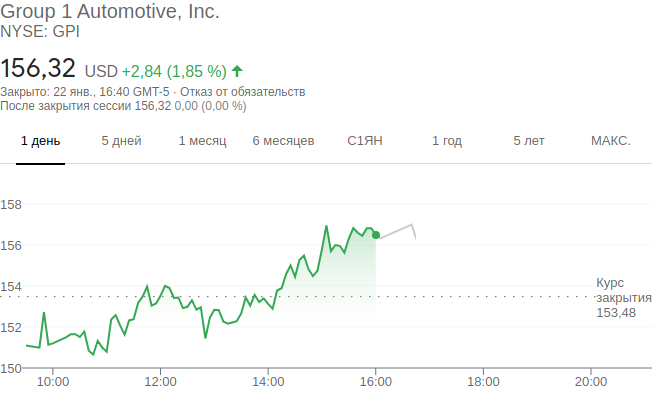 Group 1 Automotive, Inc.
NYSE: GPI
156,32 USD +2,84 (1,85 %)
Закрыто: 22 янв., 16:40 GMT-5 · Отказ от обязательств
После закрытия сессии 156,32 0,00 (0,00 %)
1 день 5 дней 1 месяц 6 месяцев С1ЯН 1 год 5 лет МАКС.
158
156
154
152
150
Курс
закрытия
153,48
10:00 12:00 14:00 16:00 18:00 20:00